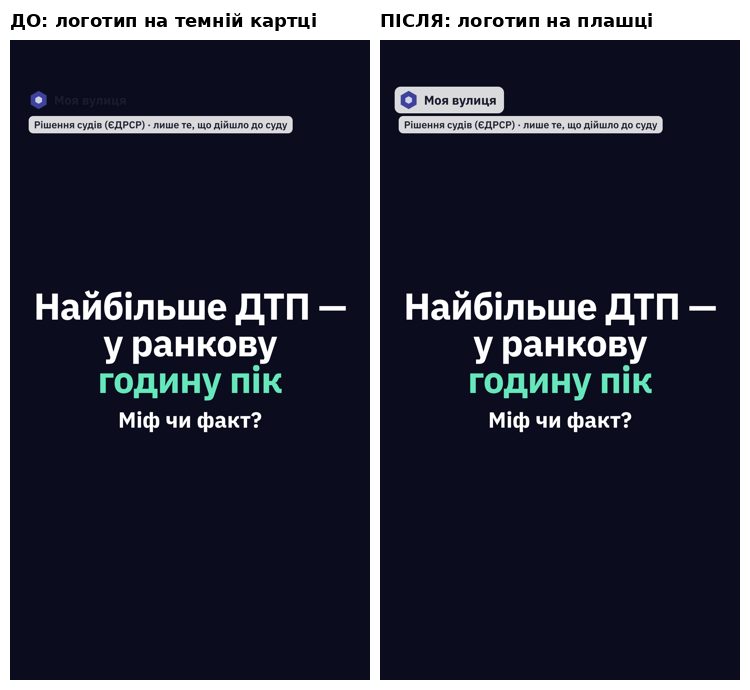 ДО: логотип на темній картці
Моя вулиця
Рішення судів (ЄДРСР) · лише те, що дійшло до суду
Найбільше ДТП —
у ранкову
годину пік
Міф чи факт?
ПІСЛЯ: логотип на плашці
Моя вулиця
Рішення судів (ЄДРСР) · лише те, що дійшло до суду
Найбільше ДТП —
у ранкову
годину пік
Міф чи факт?